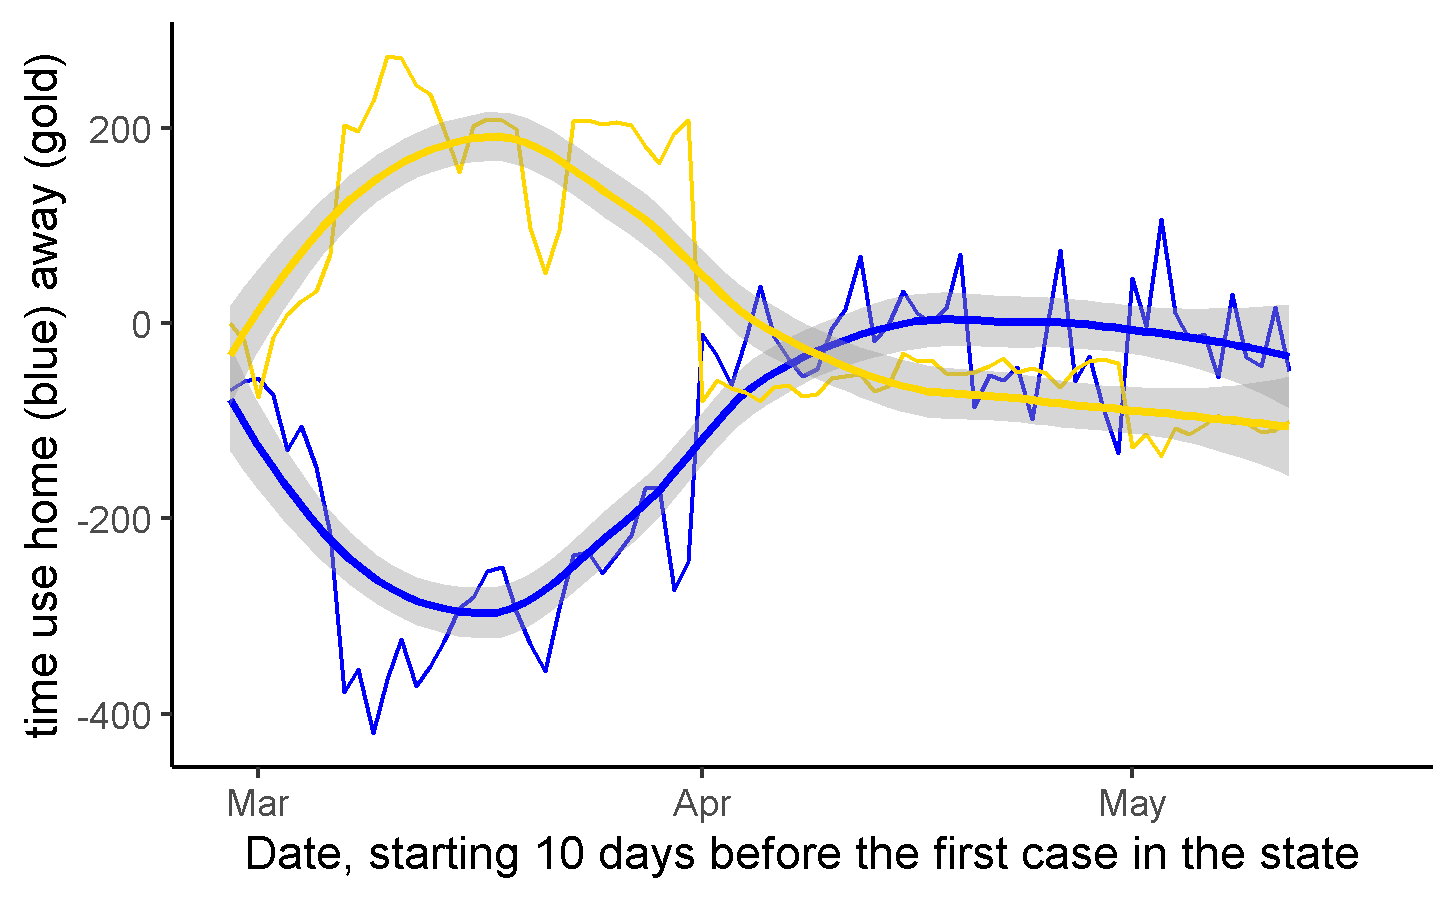 time use home (blue) away (gold)
200
0
-200
-400
Mar Apr May
Date, starting 10 days before the first case in the state